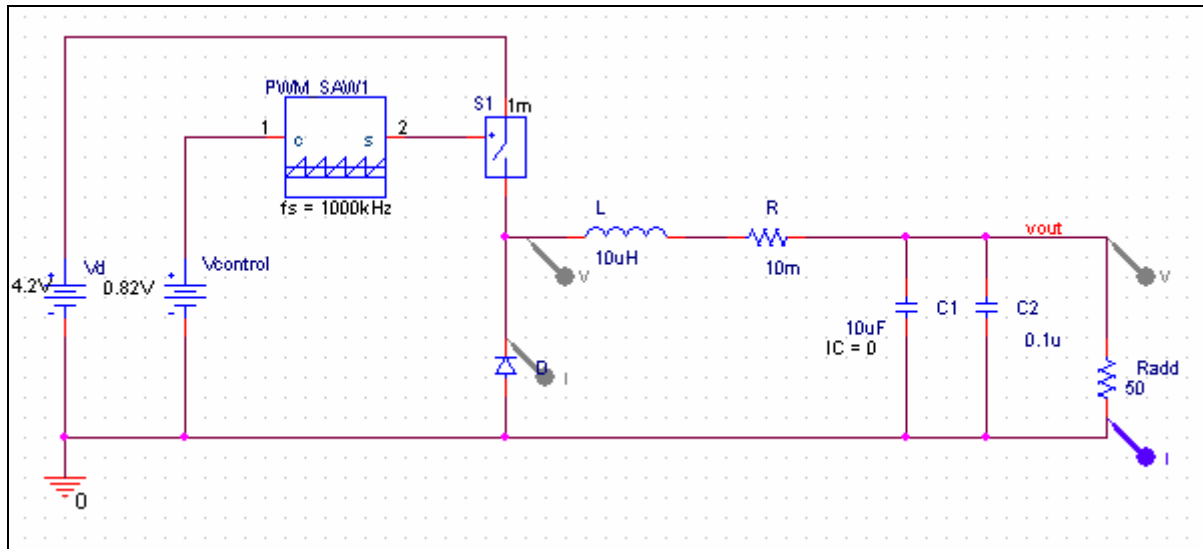 PWM_SAW1
1
c
s
2
fs = 1000kHz
S1
1m
L
10uH
R
10m
vout
V
V
4.2V
Vd
0.82V
Vcontrol
+
-
+
-
+
10uF
IC = 0
C1
C2
0.1u
D
I
Radd
50
I
0